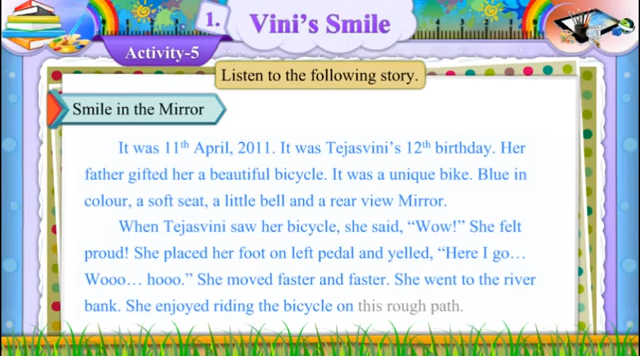 1.
Vini's Smile
Activity-5
Listen to the following story.
Smile in the Mirror
It was 11th April, 2011. It was Tejasvini's 12th birthday. Her
father gifted her a beautiful bicycle. It was a unique bike. Blue in
colour, a soft seat, a little bell and a rear view Mirror.
When Tejasvini saw her bicycle, she said, “Wow!” She felt
proud! She placed her foot on left pedal and yelled, “Here I go…
Wooo… hooo.” She moved faster and faster. She went to the river
bank. She enjoyed riding the bicycle on this rough path.